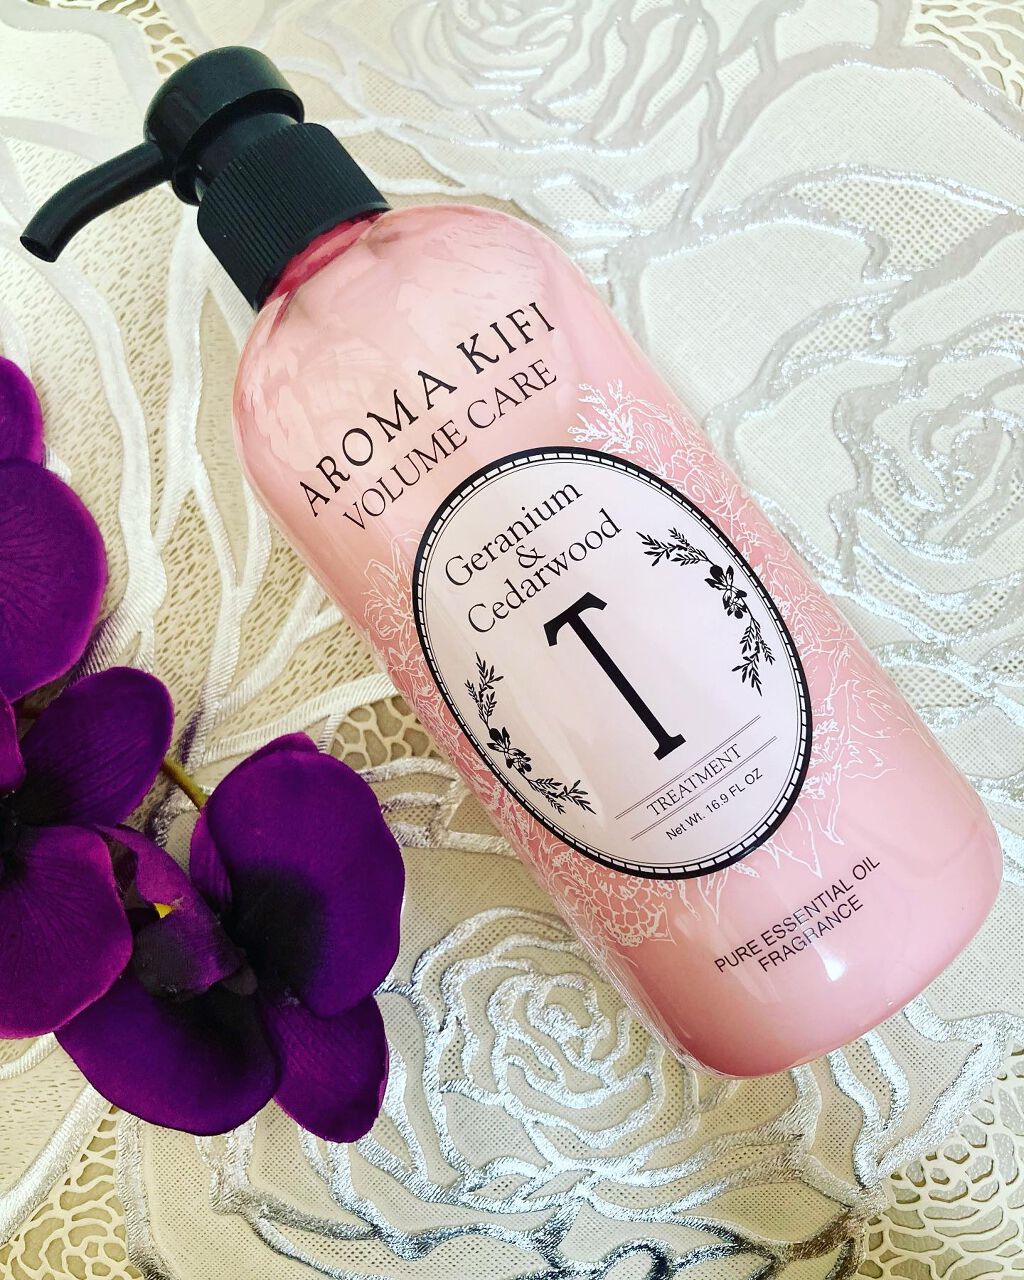 AROMA KIFI
VOLUME CARE
Geranium
&
Cedarwood
T
TREATMENT
Net Wt. 16.9 FL OZ
PURE ESSENTIAL OIL
FRAGRANCE